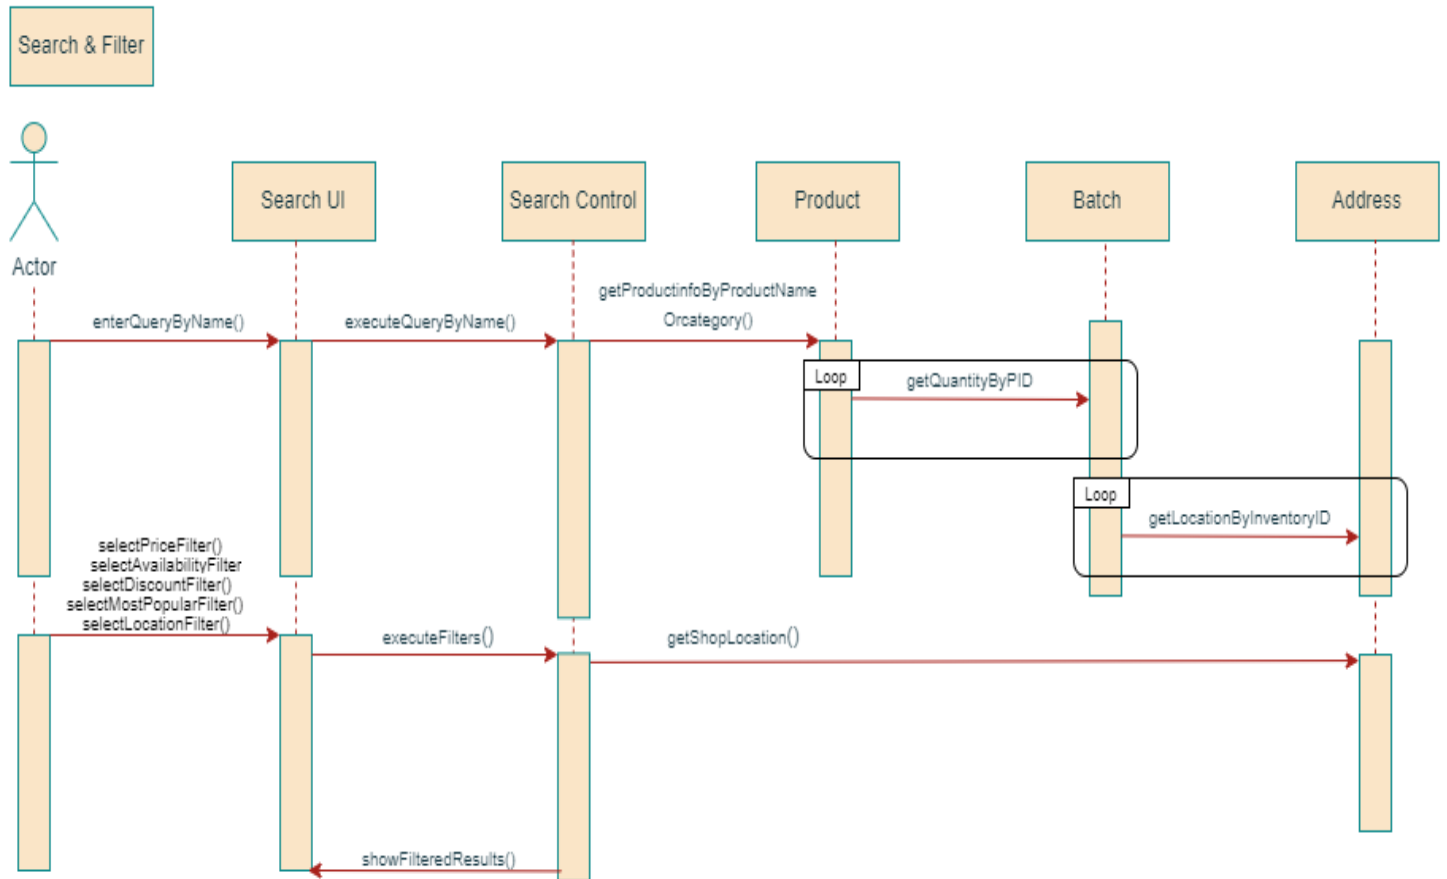 Search & Filter
Actor
Search UI
Search Control
Product
Batch
Address
enterQueryByName()
executeQueryByName()
getProductinfoByProductName
Orcategory()
Loop
getQuantityByPID
Loop
getLocationByInventoryID
selectPriceFilter()
selectAvailabilityFilter
selectDiscountFilter()
selectMostPopularFilter()
selectLocationFilter()
executeFilters()
getShopLocation()
showFilteredResults()